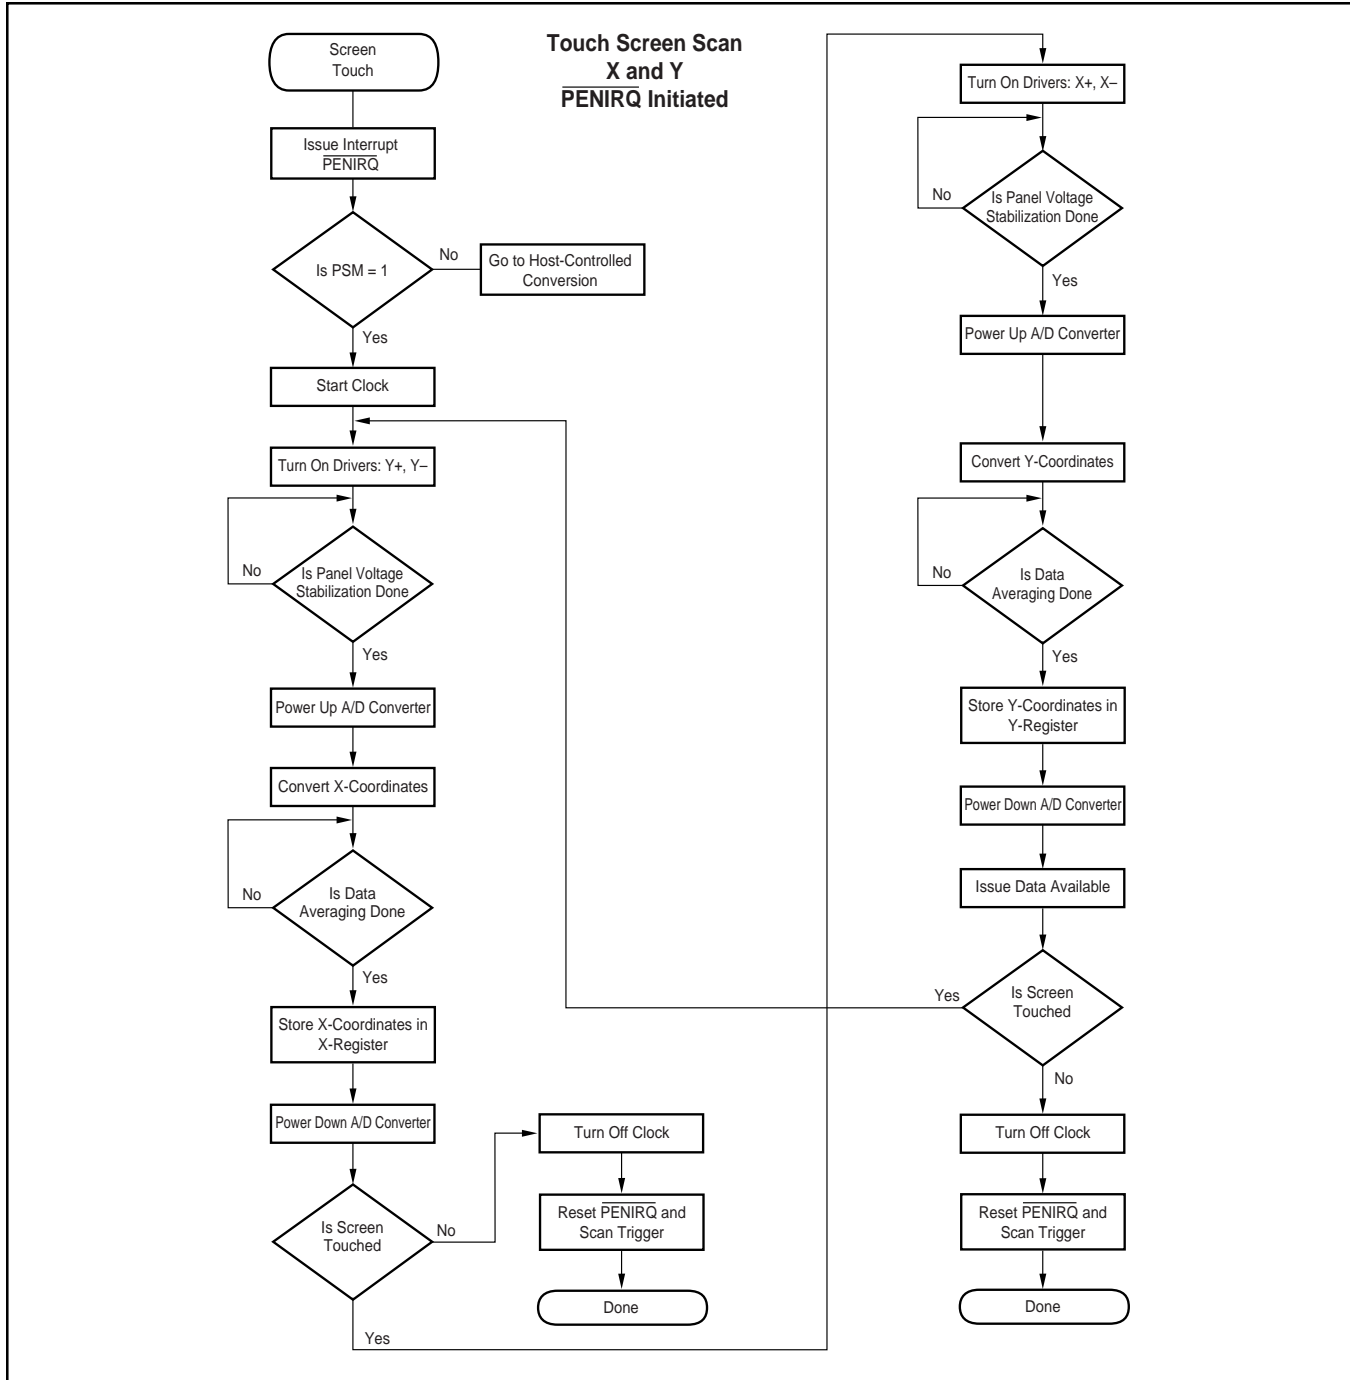 Touch Screen Scan
X and Y
PENIRQ Initiated
Screen
Touch
Issue Interrupt
PENIRQ
Is PSM = 1
No
Go to Host-Controlled
Conversion
Yes
Start Clock
Turn On Drivers: Y+, Y–
Is Panel Voltage
Stabilization Done
No
Yes
Power Up A/D Converter
Convert X-Coordinates
Is Data
Averaging Done
No
Yes
Store X-Coordinates in
X-Register
Power Down A/D Converter
Is Screen
Touched
No
Turn Off Clock
Reset PENIRQ and
Scan Trigger
Done
Yes
Turn On Drivers: X+, X–
Is Panel Voltage
Stabilization Done
No
Yes
Power Up A/D Converter
Convert Y-Coordinates
Is Data
Averaging Done
No
Yes
Store Y-Coordinates in
Y-Register
Power Down A/D Converter
Issue Data Available
Is Screen
Touched
Yes
No
Turn Off Clock
Reset PENIRQ and
Scan Trigger
Done